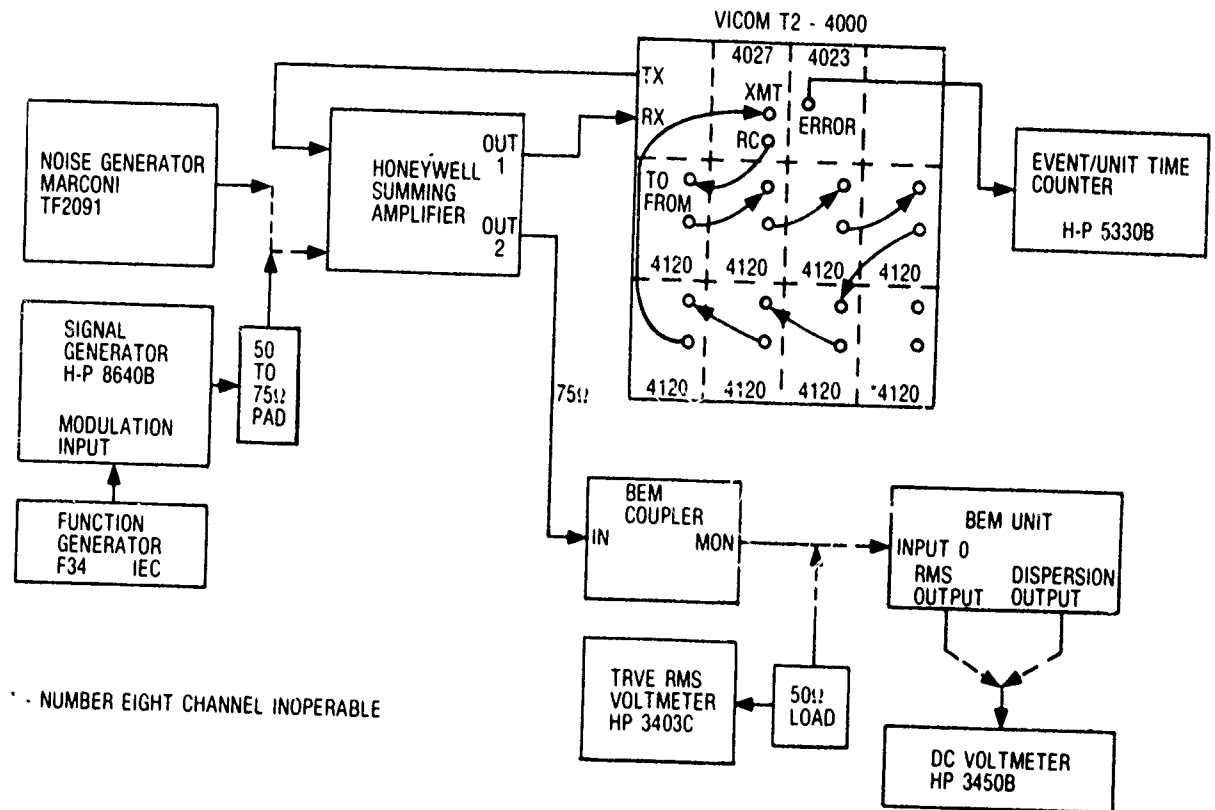 VICOM T2 - 4000
4027 4023
TX
XMT
RX
ERROR
RC
TO
FROM
4120 4120 4120 4120
4120 4120 4120 *4120
NOISE GENERATOR
MARCONI
TF2091
HONEYWELL
SUMMING
AMPLIFIER
OUT
1
OUT
2
EVENT/UNIT TIME
COUNTER
H-P 5330B
SIGNAL
GENERATOR
H-P 8640B
MODULATION
INPUT
50
TO
75Ω
PAD
75Ω
FUNCTION
GENERATOR
F34 IEC
BEM
COUPLER
IN MON
BEM UNIT
INPUT 0
RMS OUTPUT
DISPERSION OUTPUT
TRVE RMS
VOLTMETER
HP 3403C
50Ω
LOAD
DC VOLTMETER
HP 3450B
* - NUMBER EIGHT CHANNEL INOPERABLE